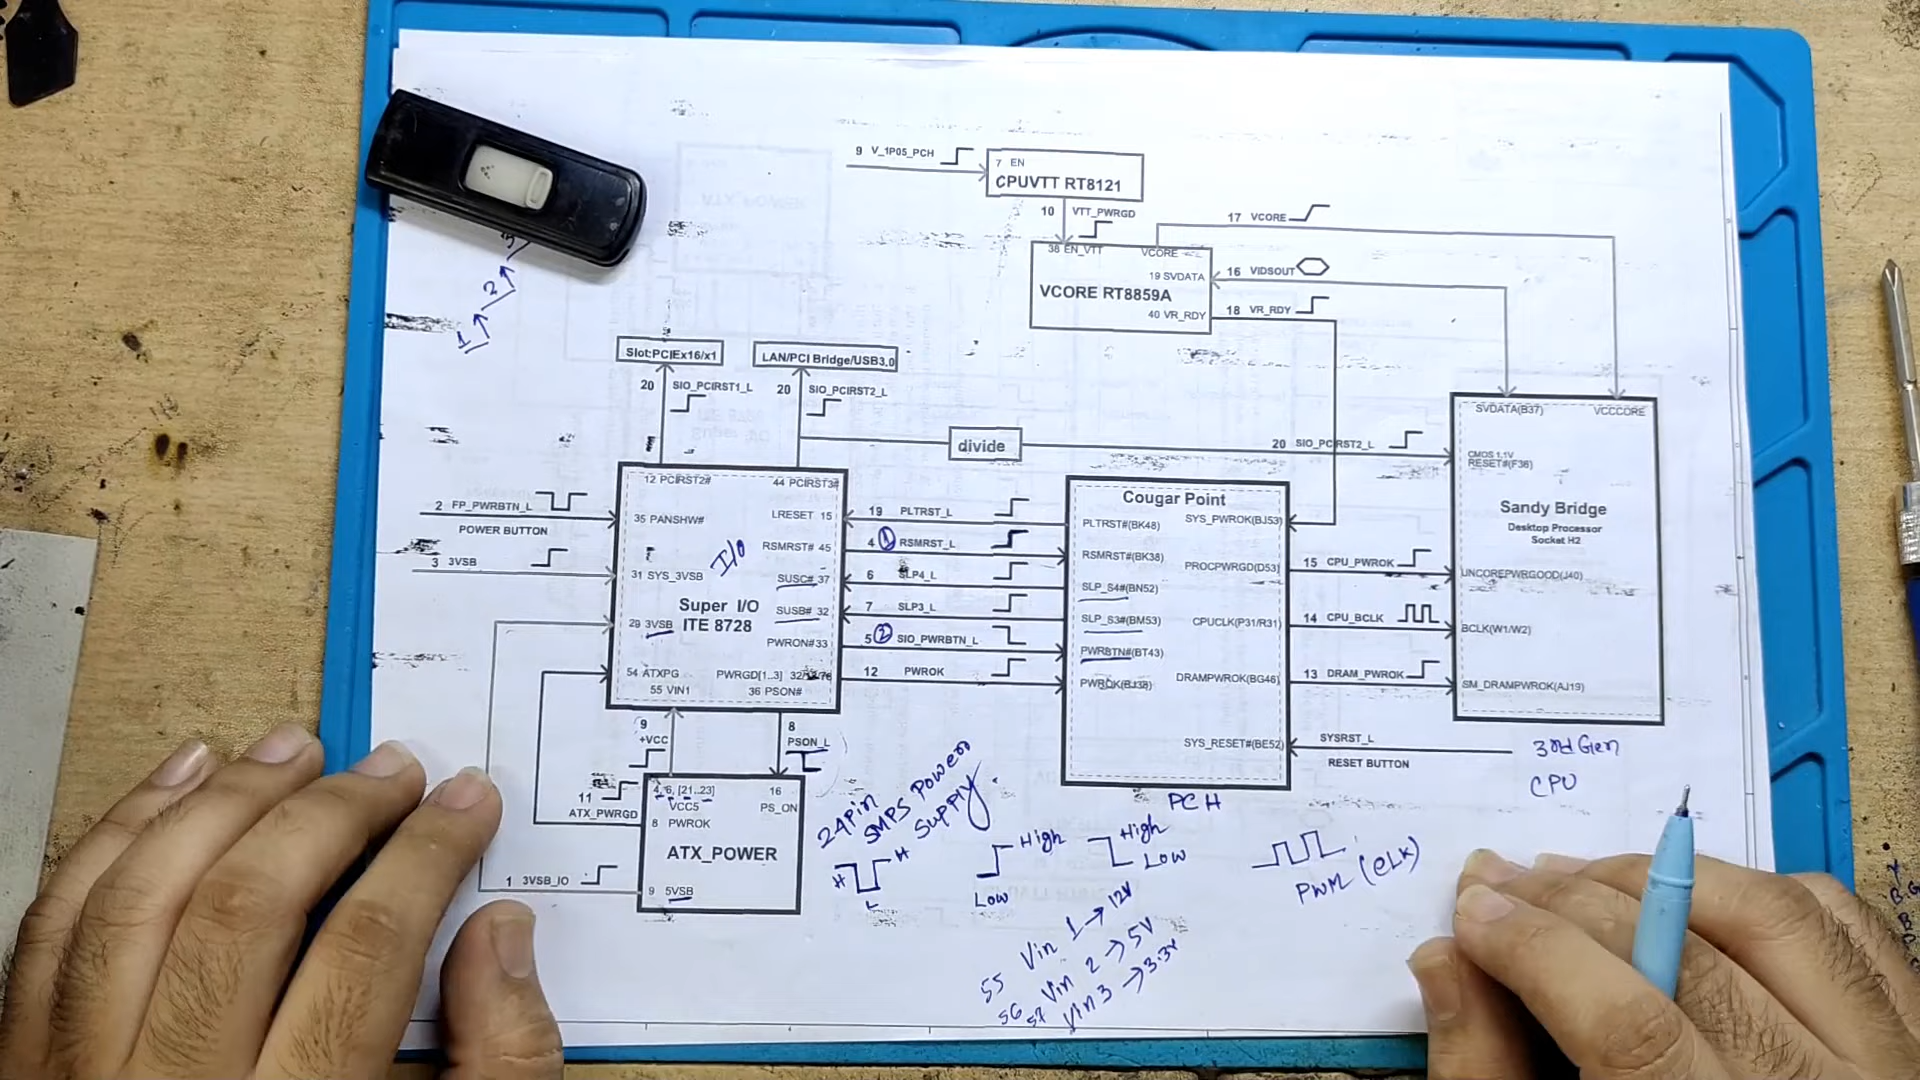 9 V_1P05_PCH
7 EN
CPUVTT RT8121
10 VTT_PWRGD
17 VCORE
38 EN_VTT VCORE
19 SVDATA
16 VIDSOUT
VCORE RT8859A
40 VR_RDY
18 VR_RDY
1 2
Slot:PCIEx16/x1
LAN/PCI Bridge/USB3.0
20 SIO_PCIRST1_L
20 SIO_PCIRST2_L
divide
20 SIO_PCIRST2_L
SVDATA(B37) VCCCORE
CMOS 1.1V
RESET#(F36)
Sandy Bridge
Desktop Processor
Socket H2
UNCOREPWRGOOD(J40)
BCLK(W1/W2)
SM_DRAMPWROK(AJ19)
12 PCIRST2# 44 PCIRST3#
2 FP_PWRBTN_L
POWER BUTTON
35 PANSHW#
LRESET 15
3 3VSB
31 SYS_3VSB
I/O
RSMRST# 45
SUSC# 37
Super I/O
ITE 8728
SUSB# 32
29 3VSB
PWRON#33
54 ATXPG
PWRGD[1..3]
55 VIN1
36 PSON#
19 PLTRST_L
4 1 RSMRST_L
6 SLP4_L
7 SLP3_L
5 2 SIO_PWRBTN_L
12 PWROK
Cougar Point
PLTRST#(BK48) SYS_PWROK(BJ53)
RSMRST#(BK38)
PROCPWRGD(D53)
SLP_S4#(BN52)
SLP_S3#(BM53)
CPUCLK(P31/R31)
PWRBTN#(BT43)
PWROK(BJ38)
DRAMPWROK(BG46)
SYS_RESET#(BE52)
15 CPU_PWROK
14 CPU_BCLK
13 DRAM_PWROK
SYSRST_L
RESET BUTTON
3rd Gen
CPU
PCH
9
+VCC
8
PSON_L
11
ATX_PWRGD
4, 6, [21..23]
VCC5
16
PS_ON
8 PWROK
ATX_POWER
1 3VSB_IO
9 5VSB
24pin
SMPS Power
Supply.
H H
L
High
Low
High
Low
PWM (CLK)
55 Vin 1 → 12V
56 Vin 2 → 5V
57 Vin 3 → 3.3V